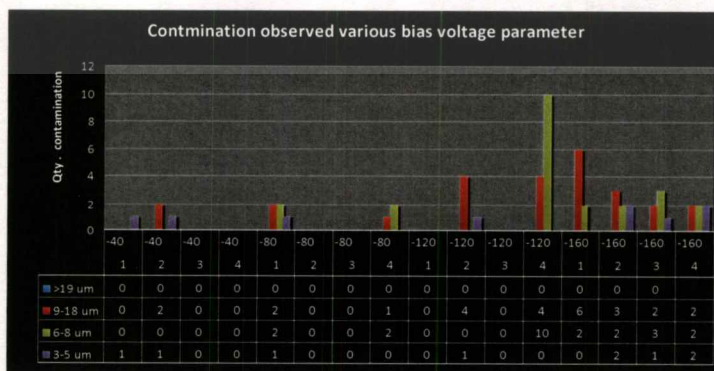 Contmination observed various bias voltage parameter
Qty . contamination
12
10
8
6
4
2
0
-40 -40 -40 -40 -80 -80 -80 -80 -120 -120 -120 -120 -160 -160 -160 -160
1 2 3 4 1 2 3 4 1 2 3 4 1 2 3 4
>19 um 0 0 0 0 0 0 0 0 0 0 0 0 0 0 0
9-18 um 0 2 0 0 2 0 0 1 0 4 0 4 6 3 2 2
6-8 um 0 0 0 0 2 0 0 2 0 0 0 10 2 2 3 2
3-5 um 1 1 0 0 1 0 0 0 0 1 0 0 0 2 1 2